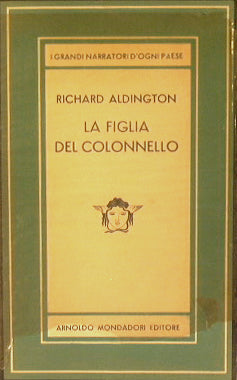 I GRANDI NARRATORI D'OGNI PAESE
RICHARD ALDINGTON
LA FIGLIA
DEL COLONNELLO
ARNOLDO MONDADORI EDITORE